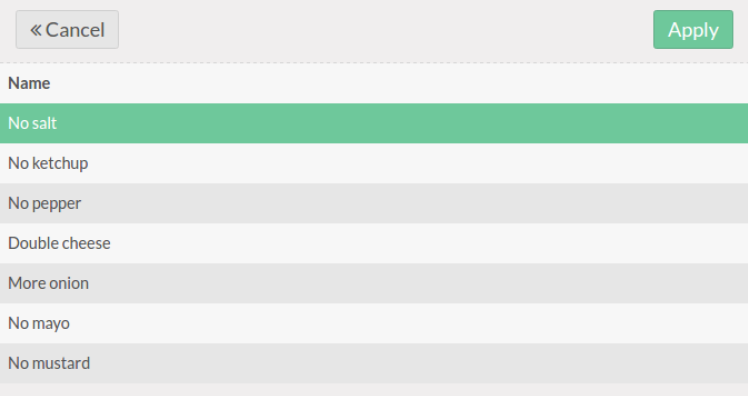 « Cancel
Apply
Name
No salt
No ketchup
No pepper
Double cheese
More onion
No mayo
No mustard